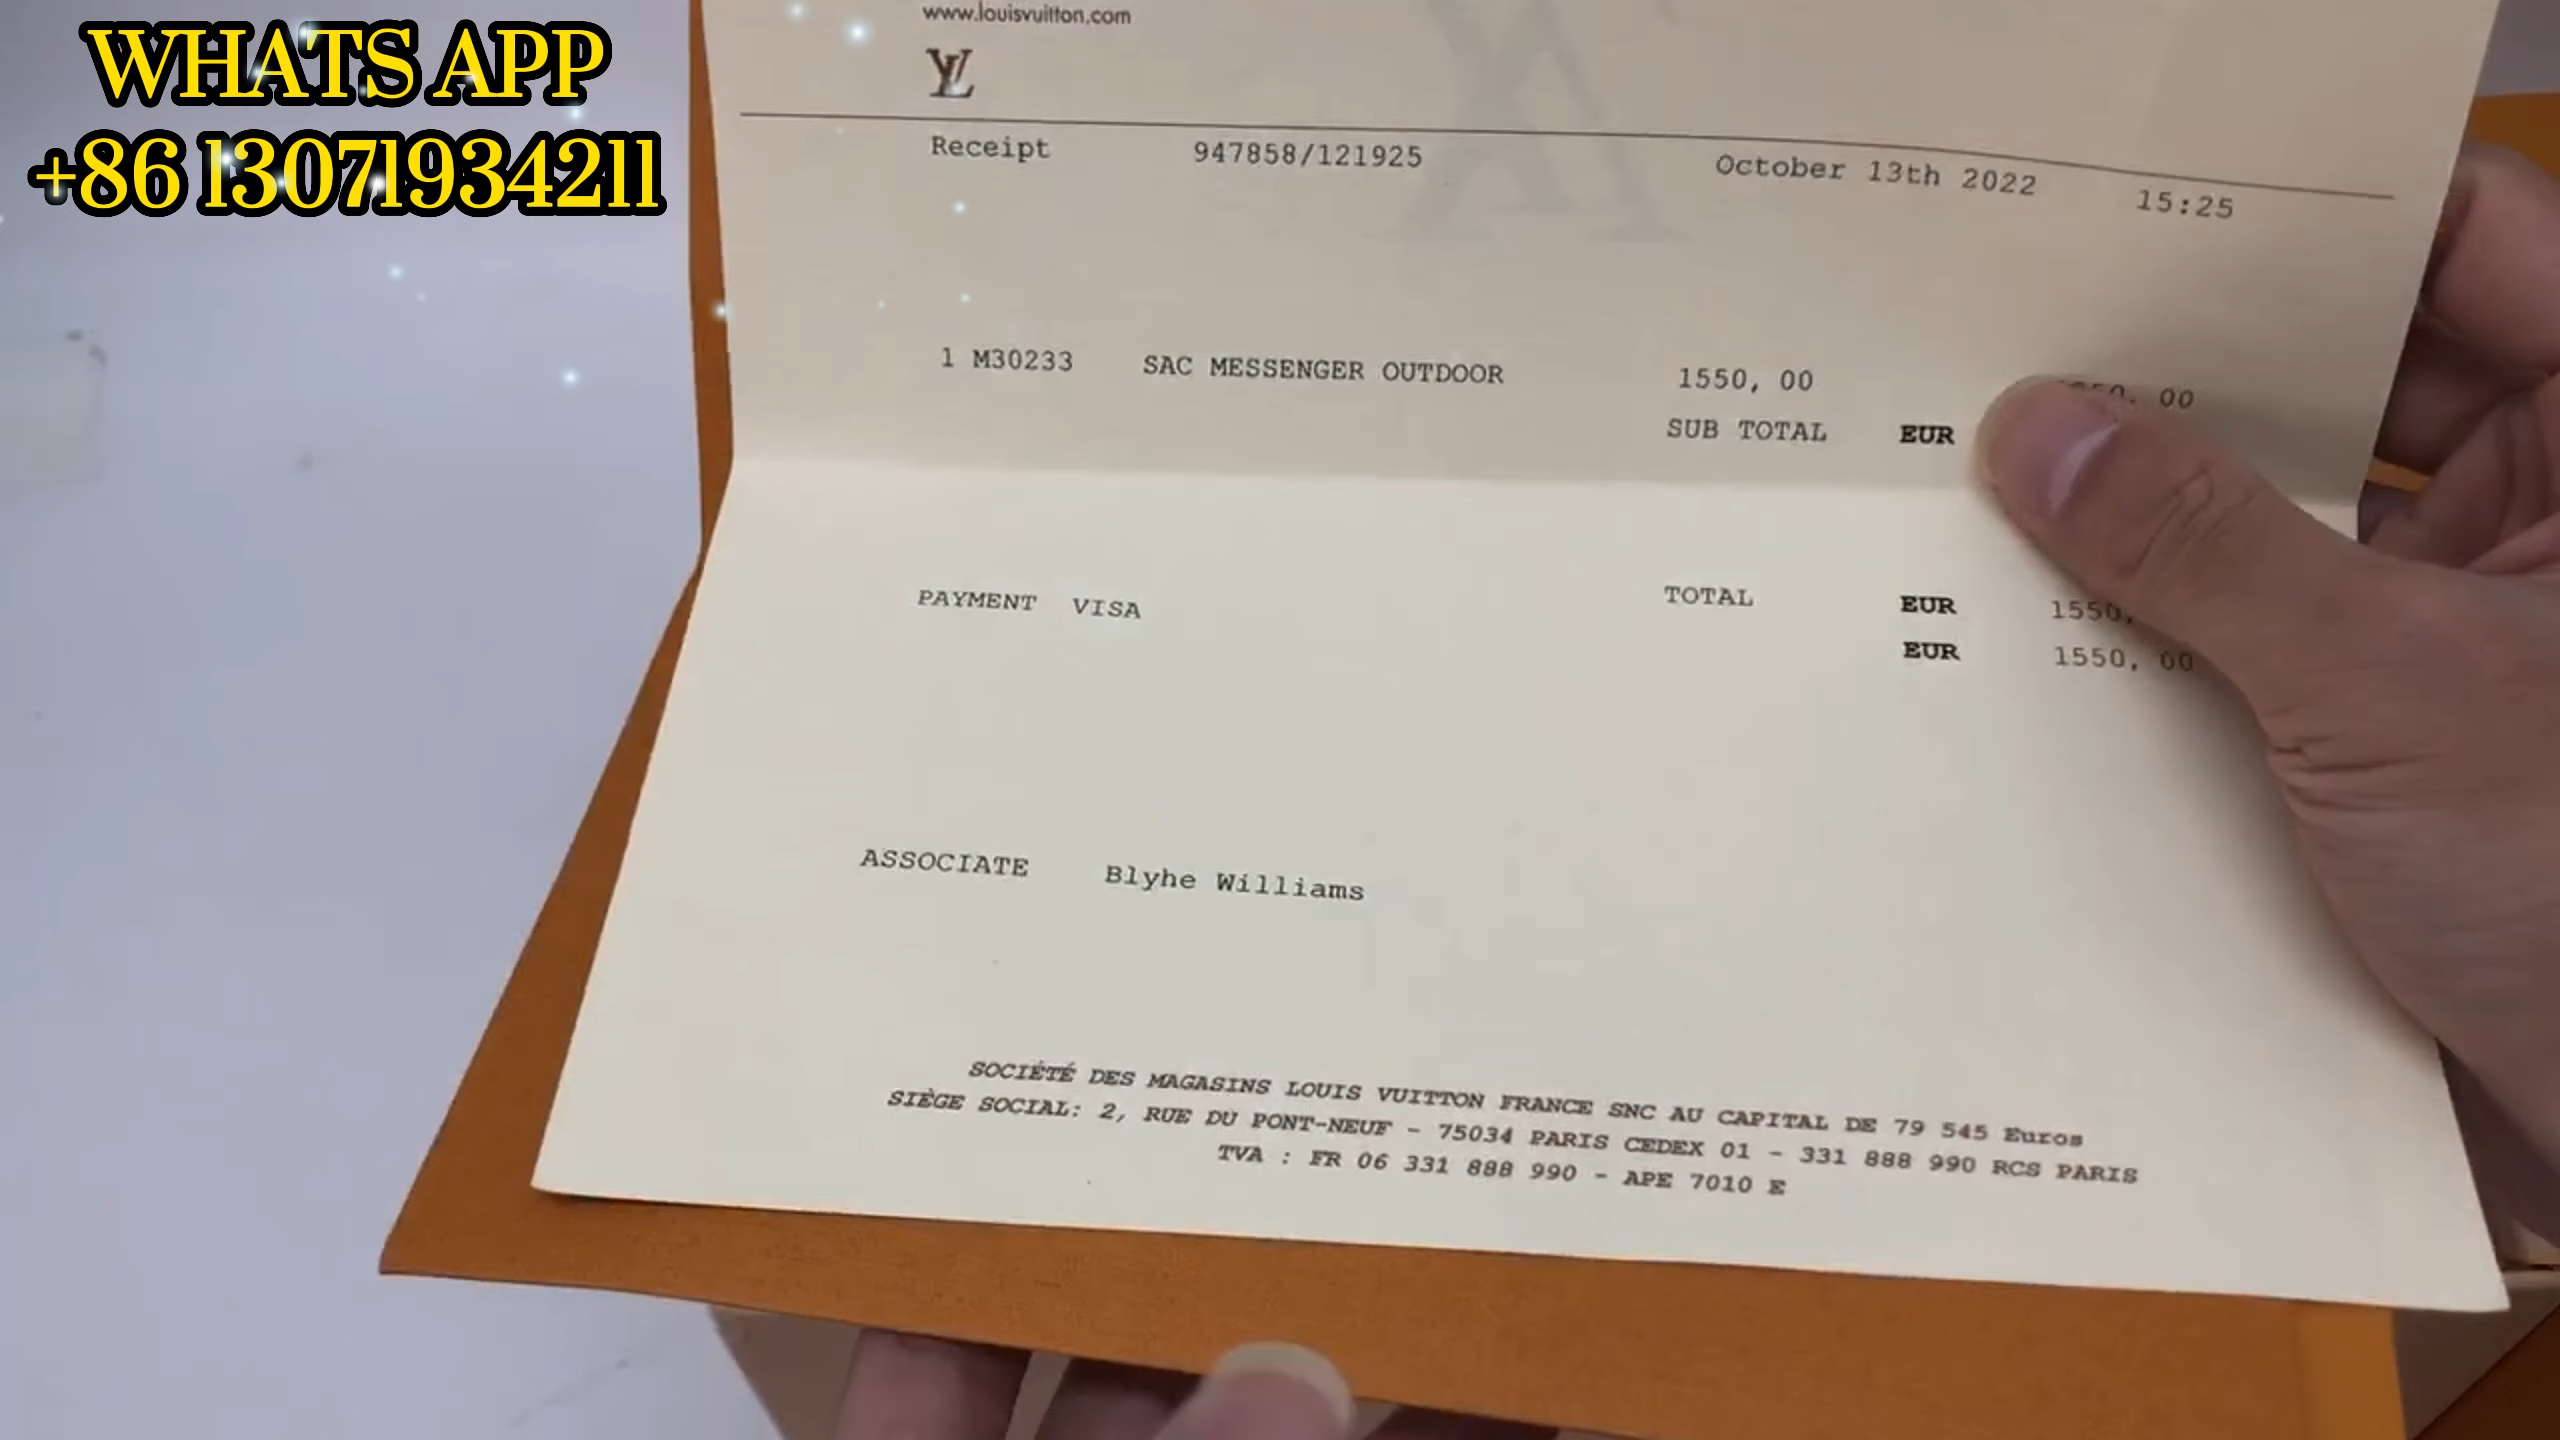 WHATS APP
+86 13071934211
www.louisvuitton.com
LV
Receipt 947858/121925 October 13th 2022 15:25
1 M30233 SAC MESSENGER OUTDOOR 1550, 00 00
SUB TOTAL EUR
PAYMENT VISA TOTAL EUR 1550,
EUR 1550, 00
ASSOCIATE Blyhe Williams
SOCIÉTÉ DES MAGASINS LOUIS VUITTON FRANCE SNC AU CAPITAL DE 79 545 Euros
SIÈGE SOCIAL: 2, RUE DU PONT-NEUF - 75034 PARIS CEDEX 01 - 331 888 990 RCS PARIS
TVA : FR 06 331 888 990 - APE 7010 E